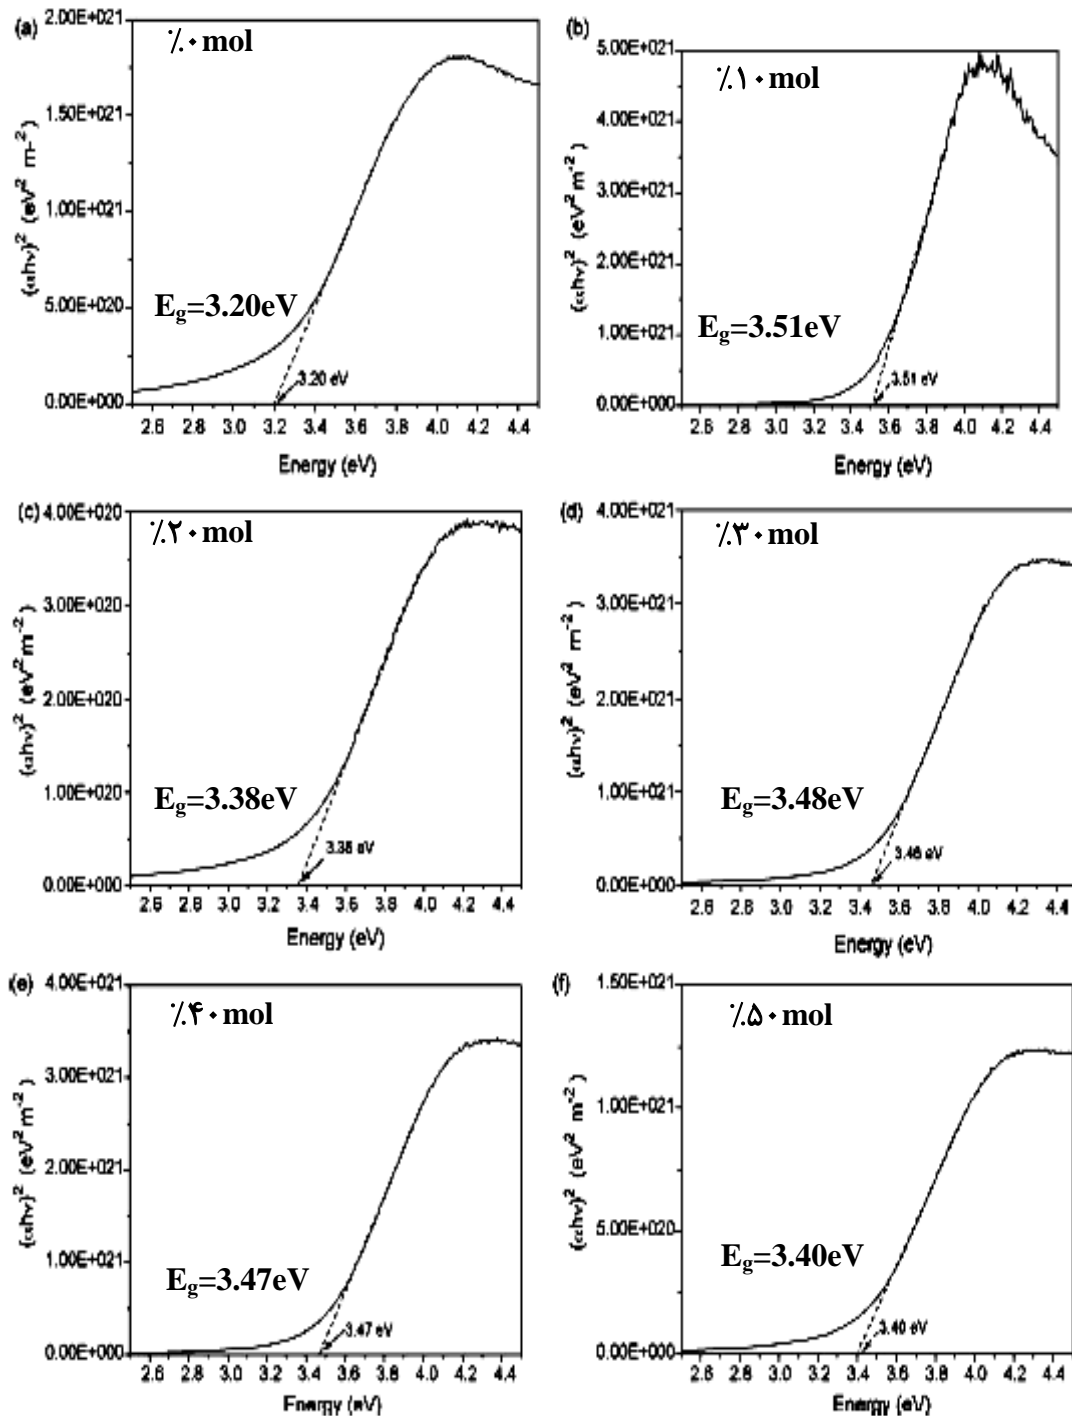 (a)
2.00E+021
٪۰ mol
1.50E+021
1.00E+021
5.00E+020
0.00E+000
(αhν)² (eV² m⁻²)
Eg=3.20eV
3.20 eV
2.6 2.8 3.0 3.2 3.4 3.6 3.8 4.0 4.2 4.4
Energy (eV)
(b)
5.00E+021
٪۱۰ mol
4.00E+021
3.00E+021
2.00E+021
1.00E+021
0.00E+000
(αhν)² (eV² m⁻²)
Eg=3.51eV
3.51 eV
2.6 2.8 3.0 3.2 3.4 3.6 3.8 4.0 4.2 4.4
Energy (eV)
(c)
4.00E+020
٪۲۰ mol
3.00E+020
2.00E+020
1.00E+020
0.00E+000
(αhν)² (eV² m⁻²)
Eg=3.38eV
3.38 eV
2.6 2.8 3.0 3.2 3.4 3.6 3.8 4.0 4.2 4.4
Energy (eV)
(d)
4.00E+021
٪۳۰ mol
3.00E+021
2.00E+021
1.00E+021
0.00E+000
(αhν)² (eV² m⁻²)
Eg=3.48eV
3.48 eV
2.6 2.8 3.0 3.2 3.4 3.6 3.8 4.0 4.2 4.4
Energy (eV)
(e)
4.00E+021
٪۴۰ mol
3.00E+021
2.00E+021
1.00E+021
0.00E+000
(αhν)² (eV² m⁻²)
Eg=3.47eV
3.47 eV
2.6 2.8 3.0 3.2 3.4 3.6 3.8 4.0 4.2 4.4
Energy (eV)
(f)
1.50E+021
٪۵۰ mol
1.00E+021
5.00E+020
0.00E+000
(αhν)² (eV² m⁻²)
Eg=3.40eV
3.40 eV
2.6 2.8 3.0 3.2 3.4 3.6 3.8 4.0 4.2 4.4
Energy (eV)